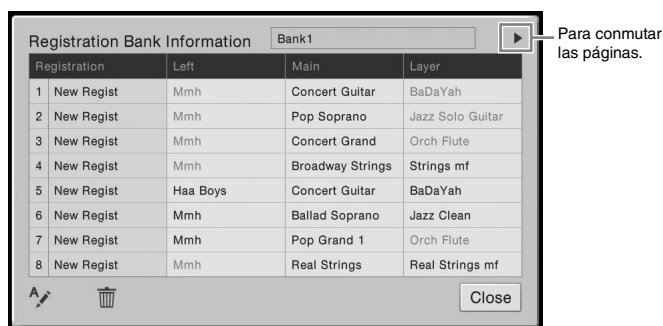 Registration Bank Information Bank1
Para conmutar
las páginas.
Registration Left Main Layer
1 New Regist Mmh Concert Guitar BaDaYah
2 New Regist Mmh Pop Soprano Jazz Solo Guitar
3 New Regist Mmh Concert Grand Orch Flute
4 New Regist Mmh Broadway Strings Strings mf
5 New Regist Haa Boys Concert Guitar BaDaYah
6 New Regist Mmh Ballad Soprano Jazz Clean
7 New Regist Mmh Pop Grand 1 Orch Flute
8 New Regist Mmh Real Strings Real Strings mf
A
Close